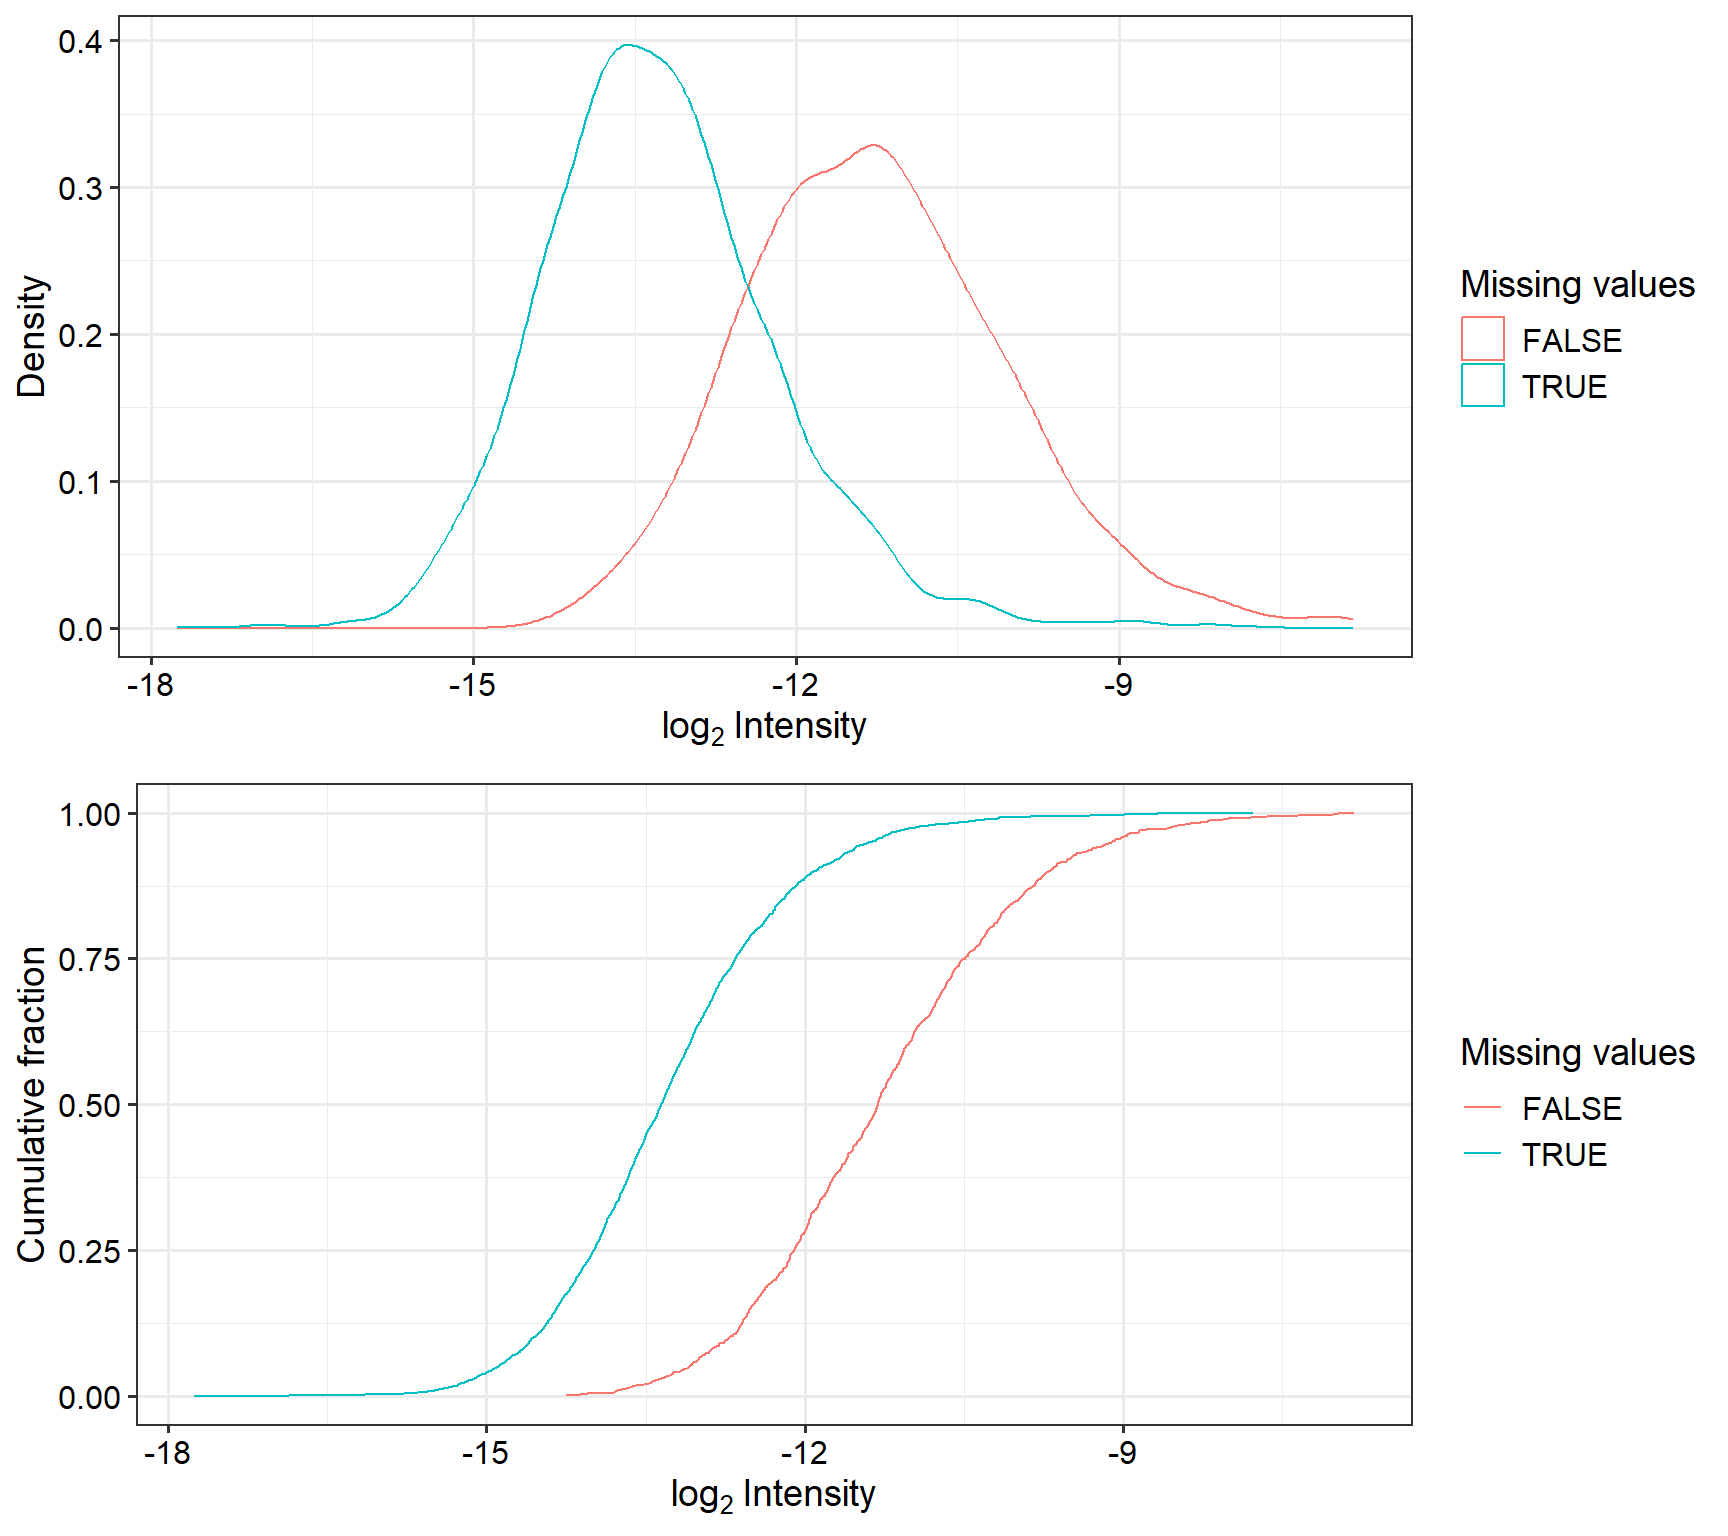 0.4
0.3
0.2
0.1
0.0
Density
-18 -15 -12 -9
log2 Intensity
Missing values
FALSE
TRUE
1.00
0.75
0.50
0.25
0.00
Cumulative fraction
-18 -15 -12 -9
log2 Intensity
Missing values
FALSE
TRUE